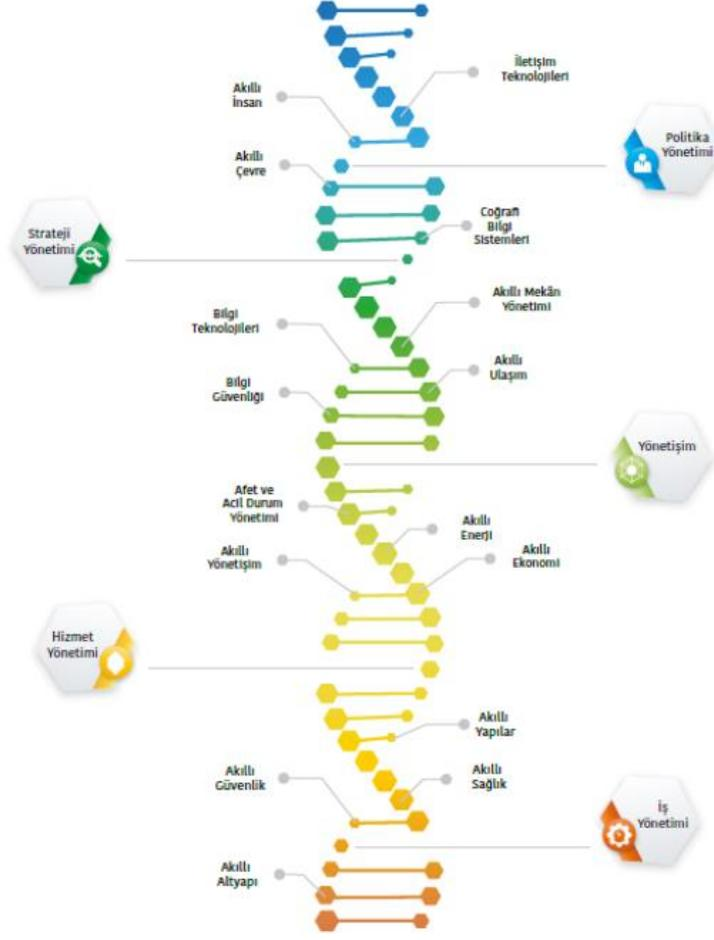 İletişim
Teknolojileri
Akıllı
İnsan
Politika
Yönetimi
Akıllı
Çevre
Coğrafi
Bilgi
Sistemleri
Strateji
Yönetimi
Akıllı Mekân
Yönetimi
Bilgi
Teknolojileri
Akıllı
Ulaşım
Bilgi
Güvenliği
Yönetişim
Afet ve
Acil Durum
Yönetimi
Akıllı
Enerji
Akıllı
Yönetişim
Akıllı
Ekonomi
Hizmet
Yönetimi
Akıllı
Yapılar
Akıllı
Güvenlik
Akıllı
Sağlık
İş
Yönetimi
Akıllı
Altyapı